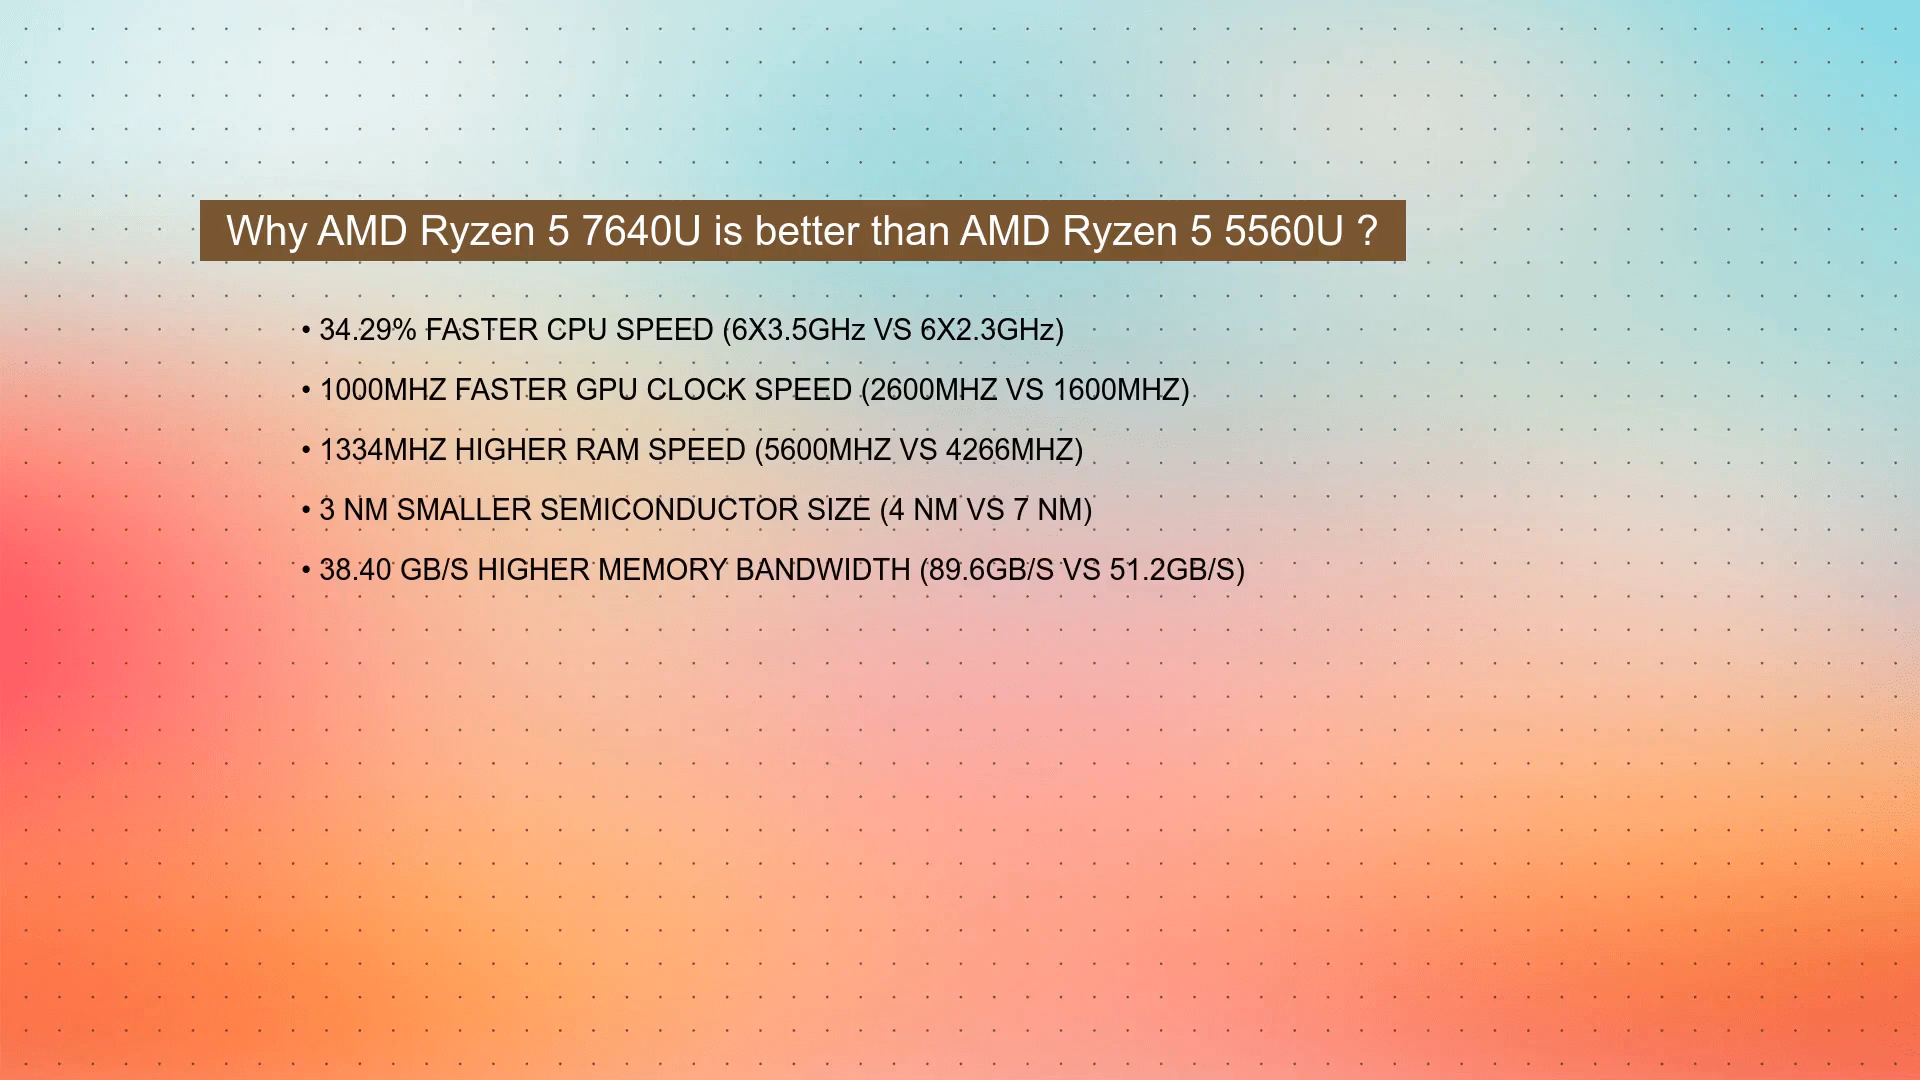 Why AMD Ryzen 5 7640U is better than AMD Ryzen 5 5560U ?
• 34.29% FASTER CPU SPEED (6X3.5GHz VS 6X2.3GHz)
• 1000MHZ FASTER GPU CLOCK SPEED (2600MHZ VS 1600MHZ)
• 1334MHZ HIGHER RAM SPEED (5600MHZ VS 4266MHZ)
• 3 NM SMALLER SEMICONDUCTOR SIZE (4 NM VS 7 NM)
• 38.40 GB/S HIGHER MEMORY BANDWIDTH (89.6GB/S VS 51.2GB/S)